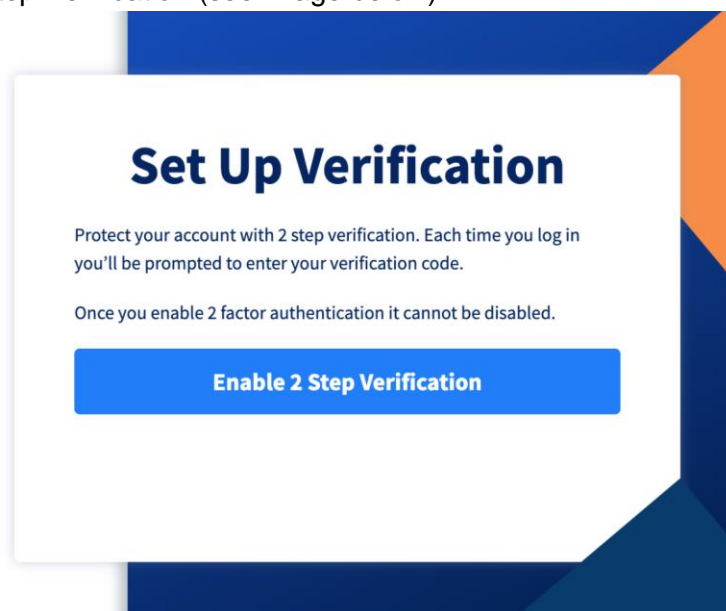 Set Up Verification
Protect your account with 2 step verification. Each time you log in
you'll be prompted to enter your verification code.
Once you enable 2 factor authentication it cannot be disabled.
Enable 2 Step Verification